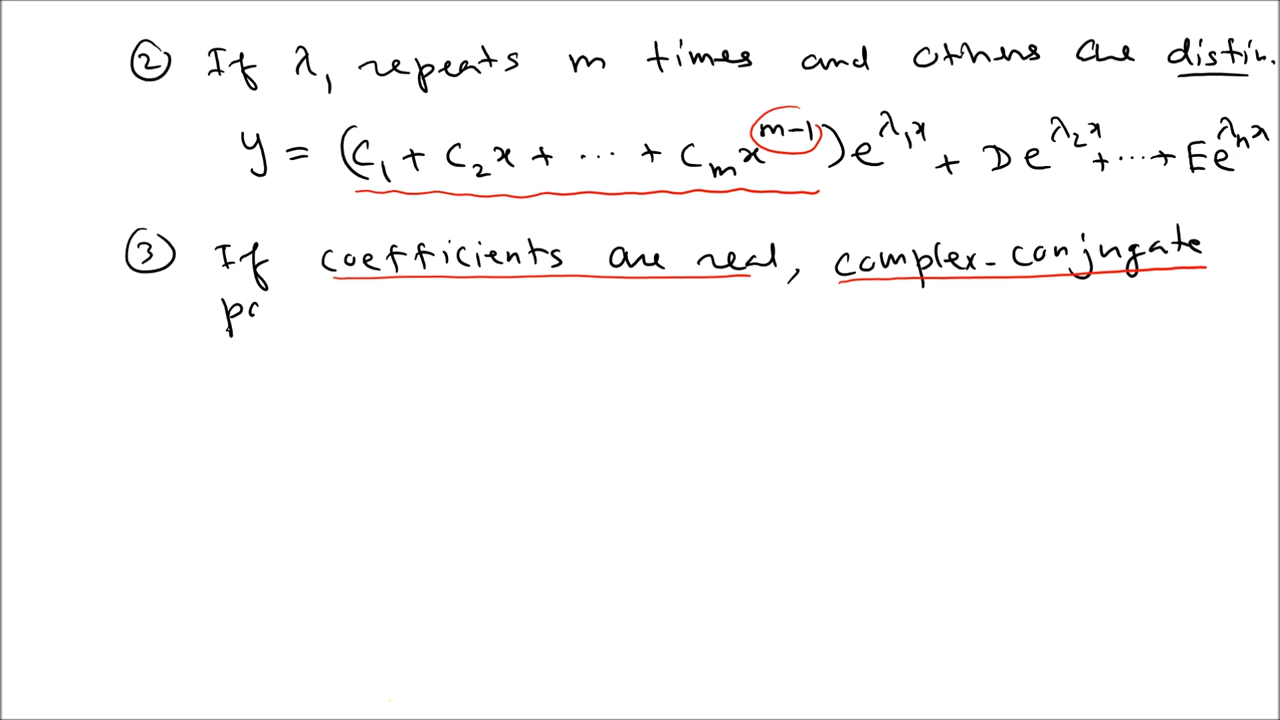 ② If λ₁ repeats m times and others are distin.
y = (C₁ + C₂x + ··· + Cₘx^{m-1})e^{λ₁x} + De^{λ₂x} + ··· + Ee^{λₙx}
③ If coefficients are real, complex-conjugate
pa